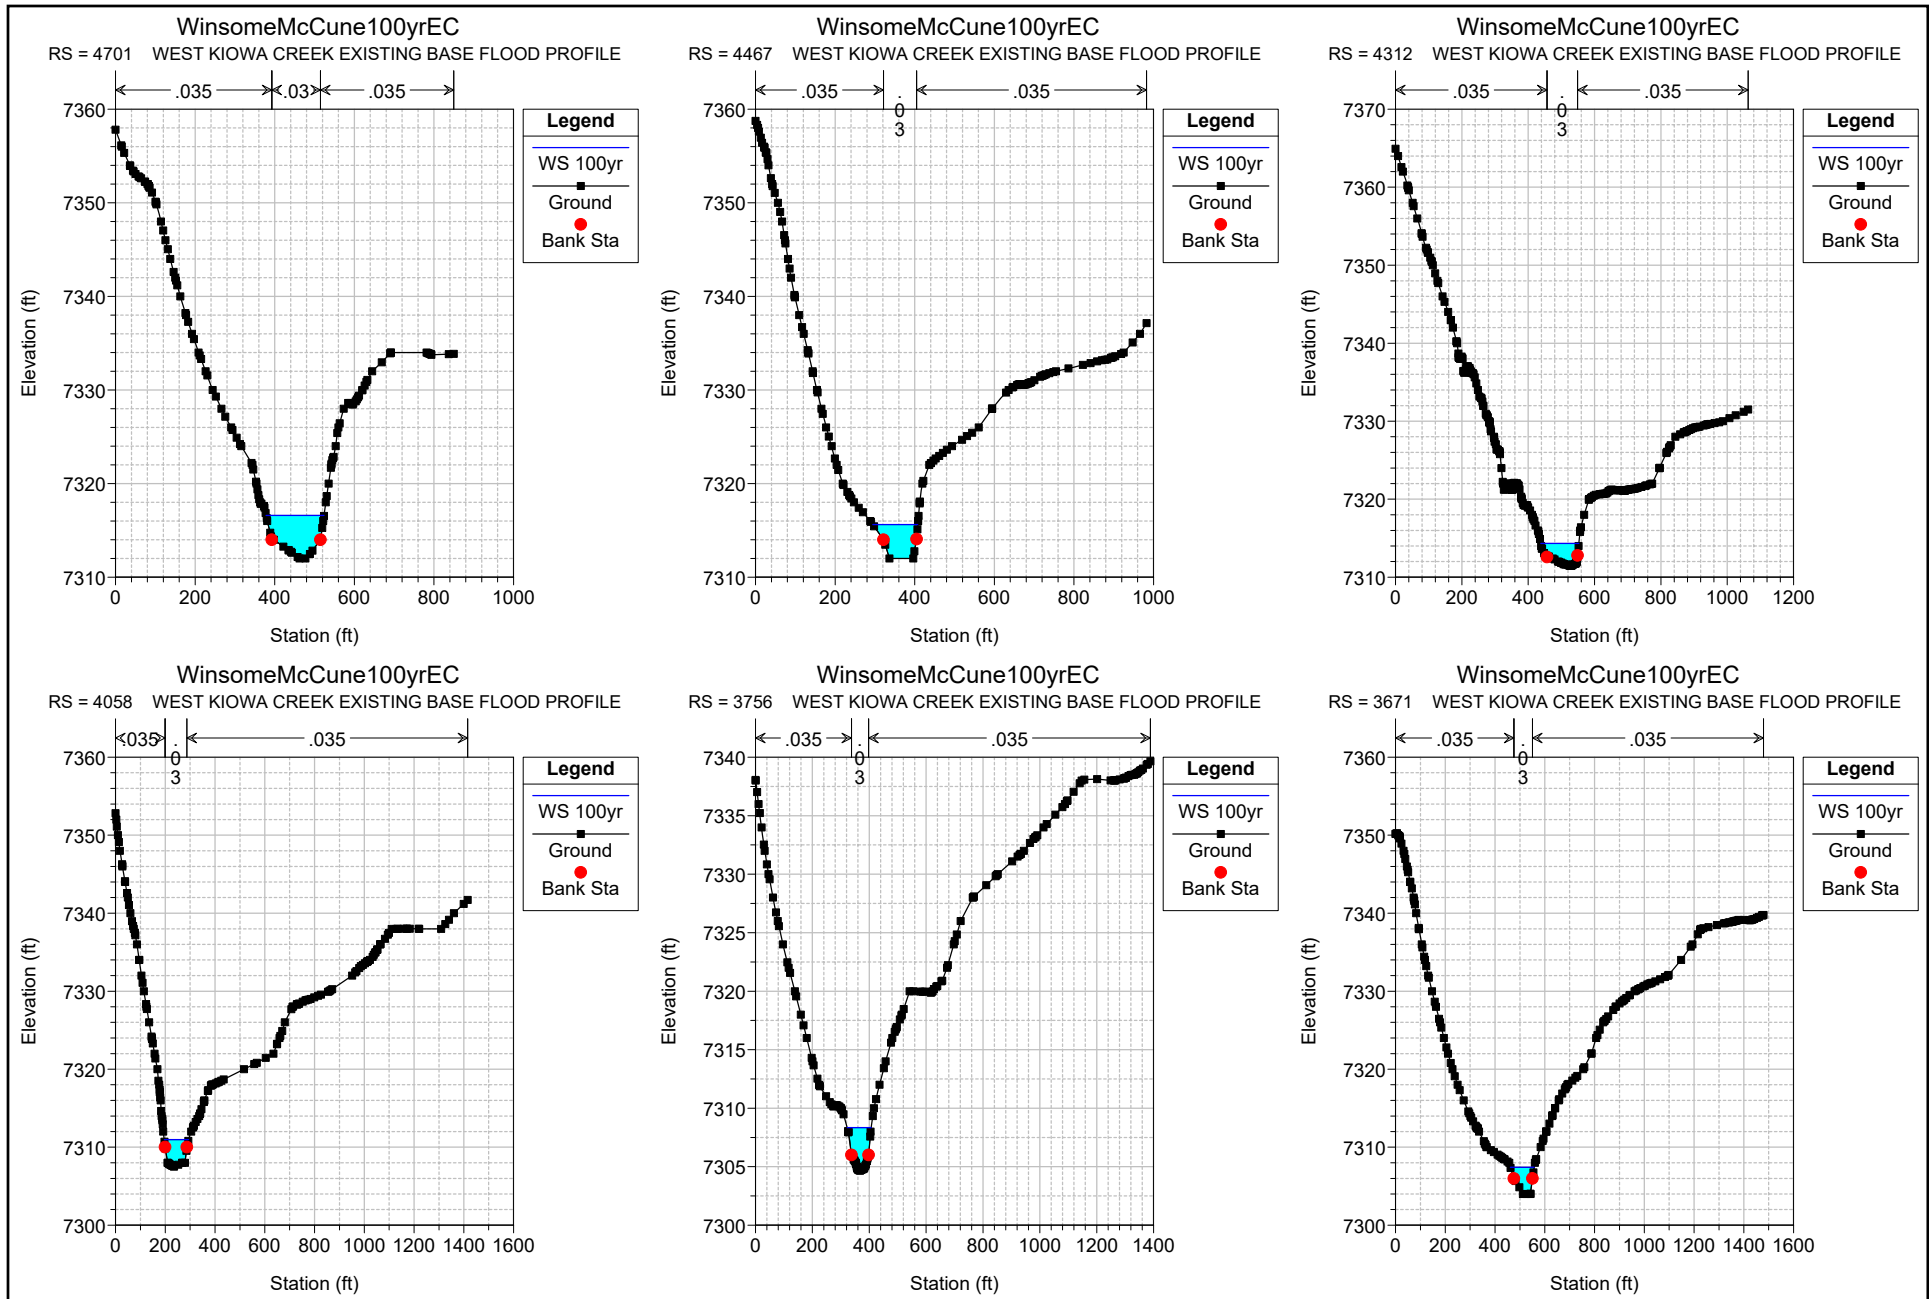 WinsomeMcCune100yrEC
RS = 4701 WEST KIOWA CREEK EXISTING BASE FLOOD PROFILE
.035 .03 .035
7360
7350
7340
7330
7320
7310
Elevation (ft)
0 200 400 600 800 1000
Station (ft)
Legend
WS 100yr
Ground
Bank Sta
WinsomeMcCune100yrEC
RS = 4467 WEST KIOWA CREEK EXISTING BASE FLOOD PROFILE
.035 .03 .035
7360
7350
7340
7330
7320
7310
Elevation (ft)
0 200 400 600 800 1000
Station (ft)
Legend
WS 100yr
Ground
Bank Sta
WinsomeMcCune100yrEC
RS = 4312 WEST KIOWA CREEK EXISTING BASE FLOOD PROFILE
.035 .03 .035
7370
7360
7350
7340
7330
7320
7310
Elevation (ft)
0 200 400 600 800 1000 1200
Station (ft)
Legend
WS 100yr
Ground
Bank Sta
WinsomeMcCune100yrEC
RS = 4058 WEST KIOWA CREEK EXISTING BASE FLOOD PROFILE
.035 .03 .035
7360
7350
7340
7330
7320
7310
7300
Elevation (ft)
0 200 400 600 800 1000 1200 1400 1600
Station (ft)
Legend
WS 100yr
Ground
Bank Sta
WinsomeMcCune100yrEC
RS = 3756 WEST KIOWA CREEK EXISTING BASE FLOOD PROFILE
.035 .03 .035
7340
7335
7330
7325
7320
7315
7310
7305
7300
Elevation (ft)
0 200 400 600 800 1000 1200 1400
Station (ft)
Legend
WS 100yr
Ground
Bank Sta
WinsomeMcCune100yrEC
RS = 3671 WEST KIOWA CREEK EXISTING BASE FLOOD PROFILE
.035 .03 .035
7360
7350
7340
7330
7320
7310
7300
Elevation (ft)
0 200 400 600 800 1000 1200 1400 1600
Station (ft)
Legend
WS 100yr
Ground
Bank Sta